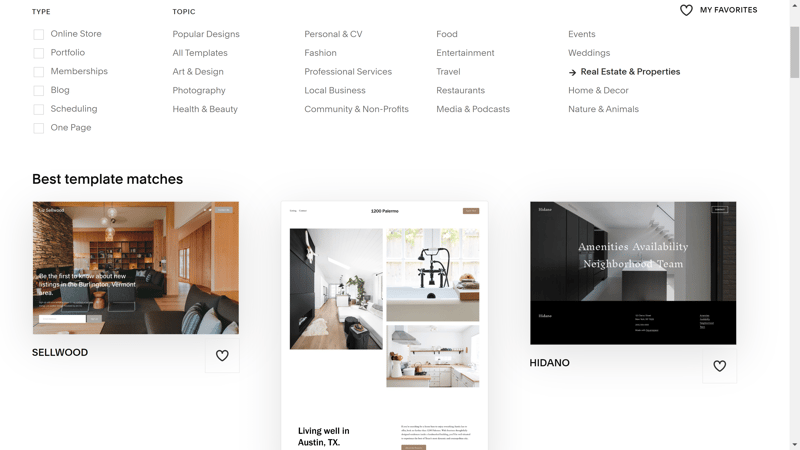 TYPE
Online Store
Portfolio
Memberships
Blog
Scheduling
One Page
TOPIC
Popular Designs
All Templates
Art & Design
Photography
Health & Beauty
Personal & CV
Fashion
Professional Services
Local Business
Community & Non-Profits
Food
Entertainment
Travel
Restaurants
Media & Podcasts
Events
Weddings
Real Estate & Properties
Home & Decor
Nature & Animals
MY FAVORITES
Best template matches
Liz Sellwood
Be the first to know about new
listings in the Burlington, Vermont
area.
SELLWOOD
1200 Palermo
Living well in
Austin, TX.
Hidano
Amenities Availability
Neighborhood Team
Hidano
HIDANO